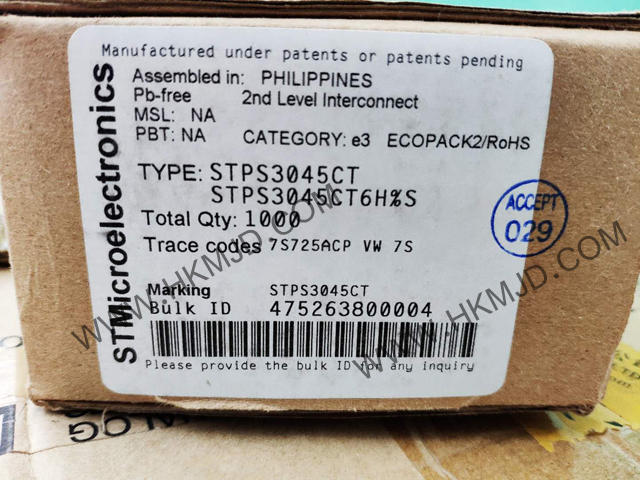 Manufactured under patents or patents pending
STMicroelectronics
Assembled in: PHILIPPINES
Pb-free 2nd Level Interconnect
MSL: NA
PBT: NA CATEGORY: e3 ECOPACK2/RoHS
TYPE: STPS3045CT
STPS3045CT6H%S
Total Qty: 1000
Trace codes 7S725ACP VW 7S
ACCEPT
029
Marking STPS3045CT
Bulk ID 475263800004
Please provide the bulk ID for any inquiry
WWW.HKMJD.COM
WWW.HKMJD.COM